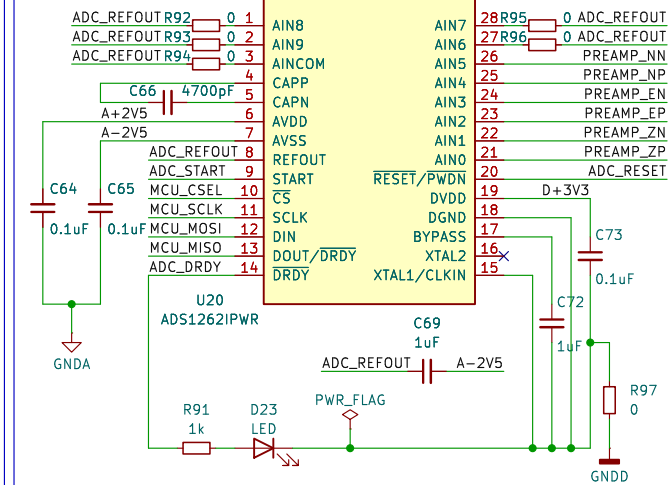 ADC_REFOUT R92 0 1 AIN8 AIN7 28 R95 0 ADC_REFOUT
ADC_REFOUT R93 0 2 AIN9 AIN6 27 R96 0 ADC_REFOUT
ADC_REFOUT R94 0 3 AINCOM AIN5 26 PREAMP_NN
4 CAPP AIN4 25 PREAMP_NP
C66 4700pF 5 CAPN AIN3 24 PREAMP_EN
A+2V5 6 AVDD AIN2 23 PREAMP_EP
A-2V5 7 AVSS AIN1 22 PREAMP_ZN
ADC_REFOUT 8 REFOUT AIN0 21 PREAMP_ZP
ADC_START 9 START RESET/PWDN 20 ADC_RESET
MCU_CSEL 10 CS DVDD 19 D+3V3
MCU_SCLK 11 SCLK DGND 18
MCU_MOSI 12 DIN BYPASS 17
MCU_MISO 13 DOUT/DRDY XTAL2 16
ADC_DRDY 14 DRDY XTAL1/CLKIN 15
C64
0.1uF
C65
0.1uF
C73
0.1uF
U20
ADS1262IPWR
C72
1uF
C69
1uF
GNDA
ADC_REFOUT A-2V5
PWR_FLAG
R97
0
R91
1k
D23
LED
GNDD